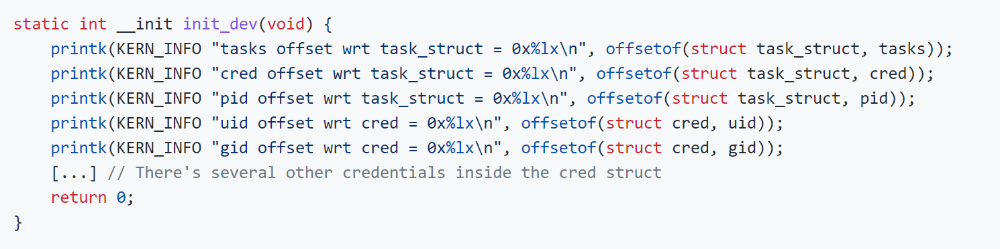 static int __init init_dev(void) {
    printk(KERN_INFO "tasks offset wrt task_struct = 0x%lx\n", offsetof(struct task_struct, tasks));
    printk(KERN_INFO "cred offset wrt task_struct = 0x%lx\n", offsetof(struct task_struct, cred));
    printk(KERN_INFO "pid offset wrt task_struct = 0x%lx\n", offsetof(struct task_struct, pid));
    printk(KERN_INFO "uid offset wrt cred = 0x%lx\n", offsetof(struct cred, uid));
    printk(KERN_INFO "gid offset wrt cred = 0x%lx\n", offsetof(struct cred, gid));
    [...] // There's several other credentials inside the cred struct
    return 0;
}